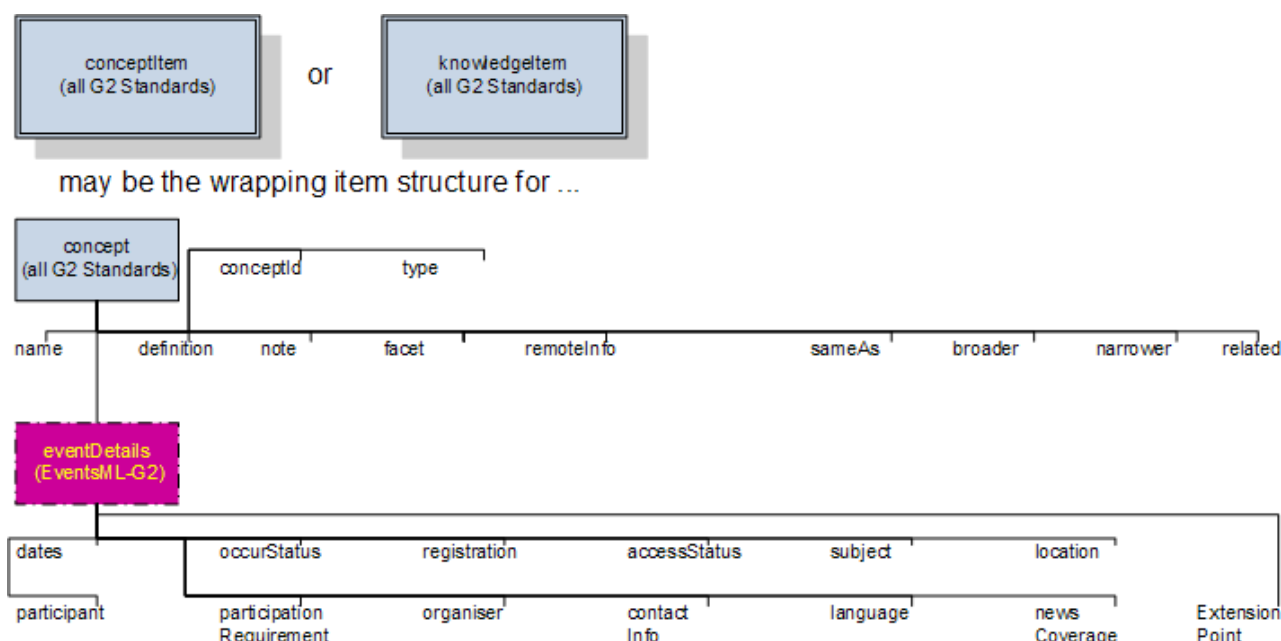 conceptItem
(all G2 Standards)
or
knowledgeItem
(all G2 Standards)
may be the wrapping item structure for ...
concept
(all G2 Standards)
conceptId
type
name
definition
note
facet
remoteInfo
sameAs
broader
narrower
related
eventDetails
(EventsML-G2)
dates
occurStatus
registration
accessStatus
subject
location
participant
participation
Requirement
organiser
contact
Info
language
news
Coverage
Extension
Point